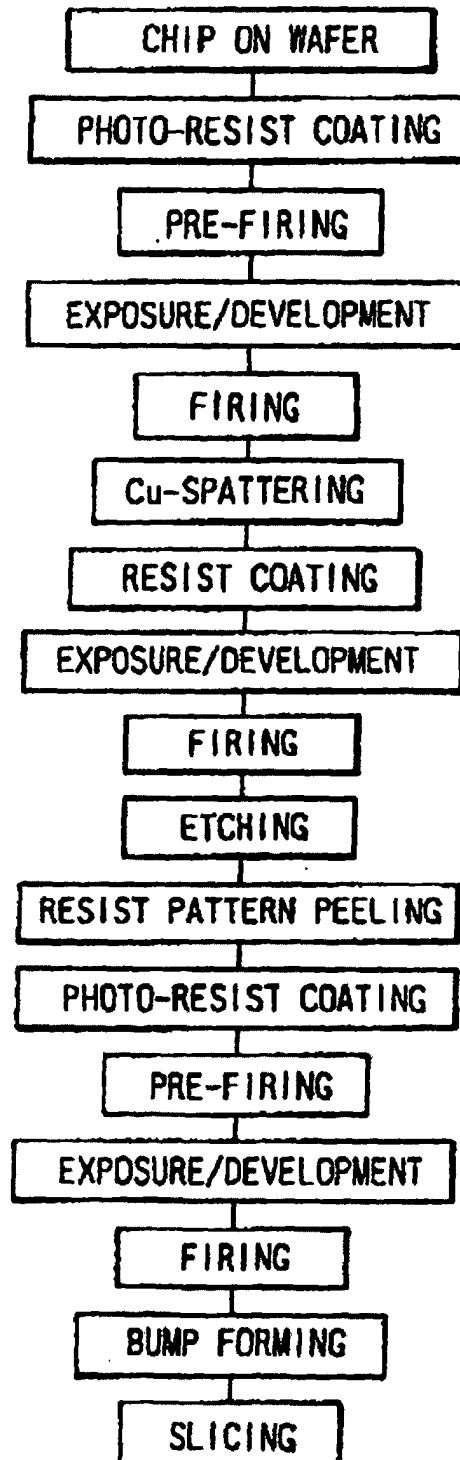 CHIP ON WAFER
PHOTO-RESIST COATING
PRE-FIRING
EXPOSURE/DEVELOPMENT
FIRING
Cu-SPATTERING
RESIST COATING
EXPOSURE/DEVELOPMENT
FIRING
ETCHING
RESIST PATTERN PEELING
PHOTO-RESIST COATING
PRE-FIRING
EXPOSURE/DEVELOPMENT
FIRING
BUMP FORMING
SLICING